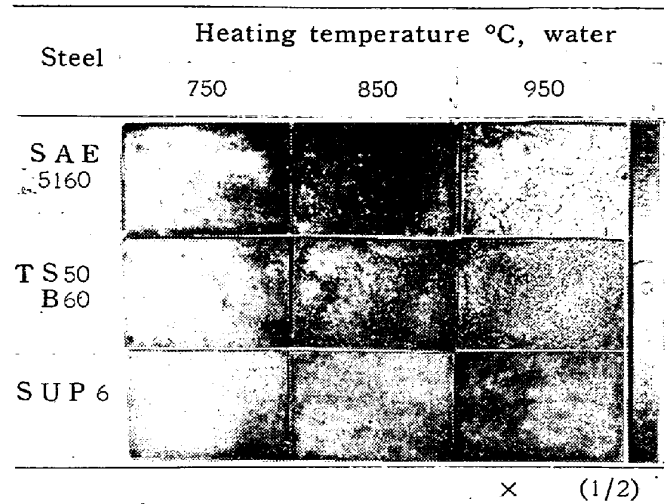 Heating temperature °C, water
Steel
750 850 950
SAE
5160
TS50
B60
SUP6
× (1/2)